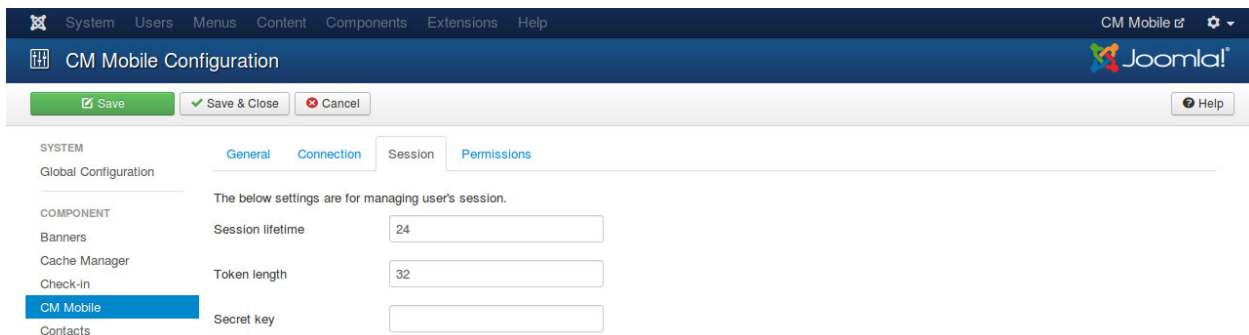 System Users Menus Content Components Extensions Help CM Mobile
CM Mobile Configuration Joomla!
Save Save & Close Cancel Help
SYSTEM
Global Configuration
COMPONENT
Banners
Cache Manager
Check-in
CM Mobile
Contacts
General Connection Session Permissions
The below settings are for managing user's session.
Session lifetime 24
Token length 32
Secret key